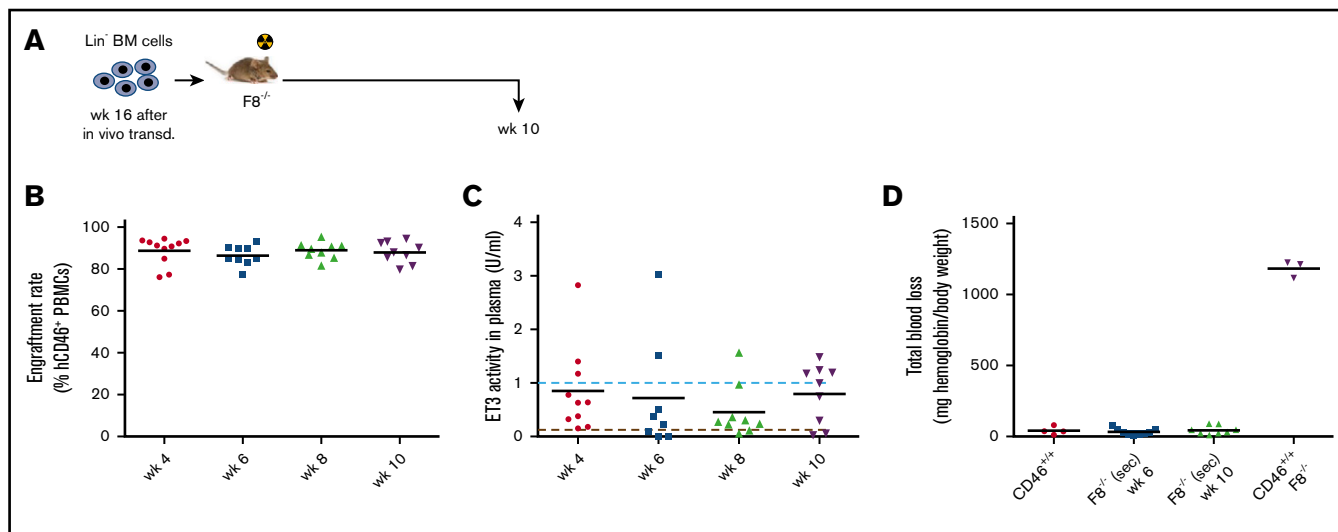 A
Lin⁻ BM cells
wk 16 after
in vivo transd.
F8⁻/⁻
wk 10
B
Engraftment rate
(% hCD46⁺ PBMCs)
100
80
60
40
20
0
wk 4
wk 6
wk 8
wk 10
C
ET3 activity in plasma (U/ml)
4
3
2
1
0
wk 4
wk 6
wk 8
wk 10
D
Total blood loss
(mg hemoglobin/body weight)
1500
1000
500
0
CD46⁺/⁺
F8⁻/⁻ (sec)
wk 6
F8⁻/⁻ (sec)
wk 10
CD46⁺/⁺
F8⁻/⁻